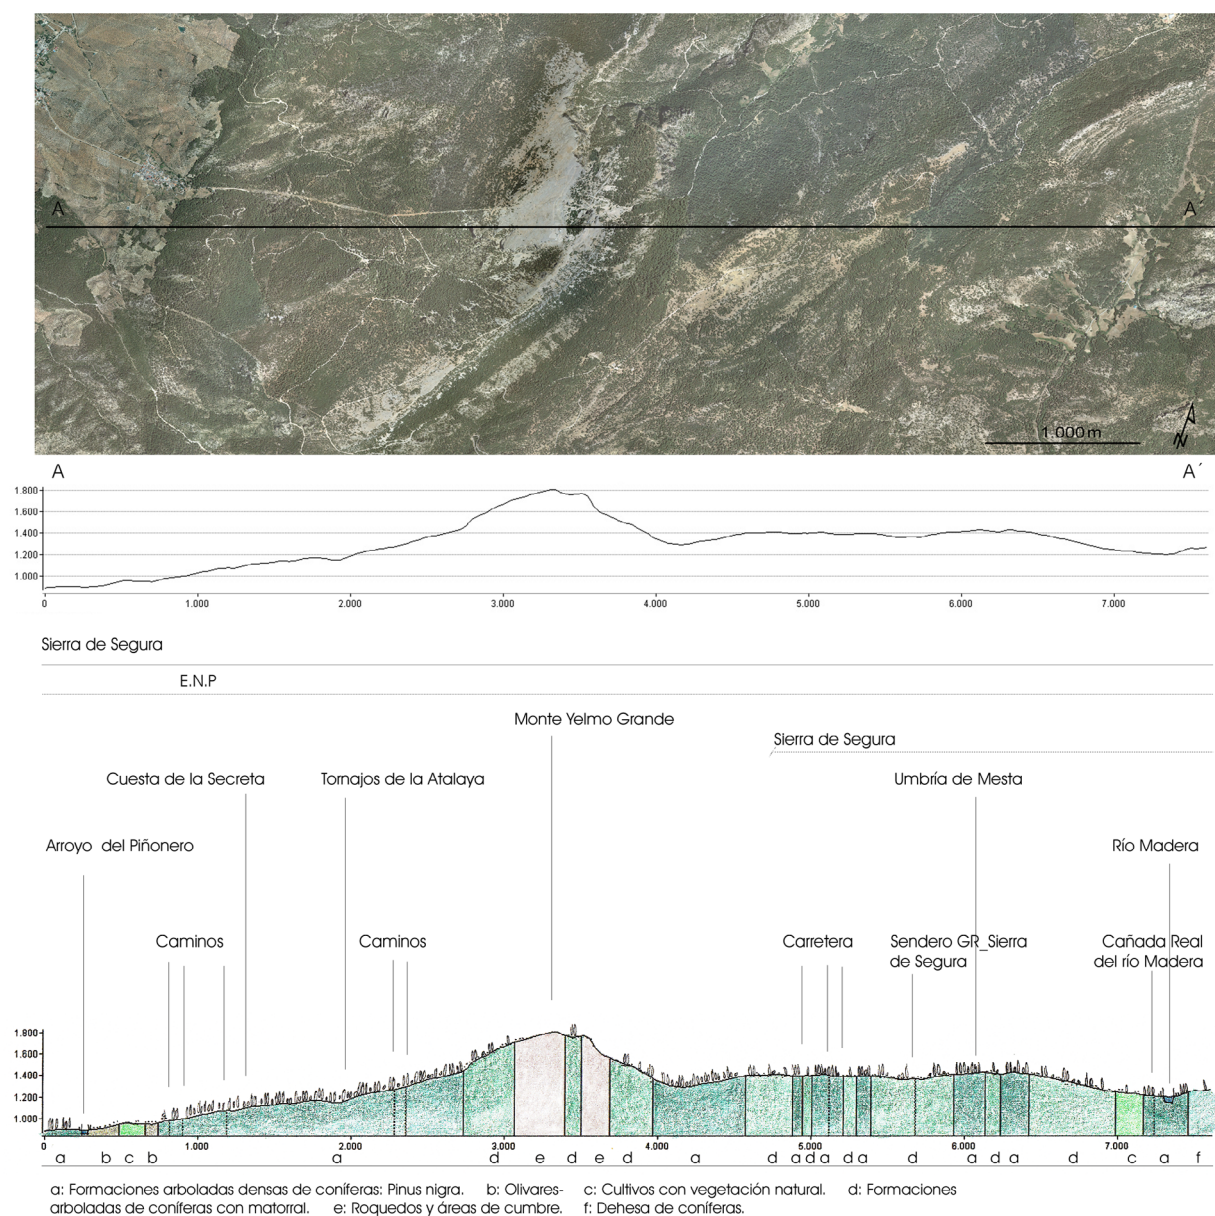 A
A´
1.000 m
N
A
A´
1.800
1.600
1.400
1.200
1.000
0
1.000
2.000
3.000
4.000
5.000
6.000
7.000
Sierra de Segura
E.N.P
Monte Yelmo Grande
Sierra de Segura
Cuesta de la Secreta
Tornajos de la Atalaya
Umbría de Mesta
Arroyo del Piñonero
Río Madera
Caminos
Caminos
Carretera
Sendero GR_Sierra
de Segura
Cañada Real
del río Madera
1.800
1.600
1.400
1.200
1.000
0
1.000
2.000
3.000
4.000
5.000
6.000
7.000
a b c b a d e d e d a d a d a d a d a d a d c a f
a: Formaciones arboladas densas de coníferas: Pinus nigra. b: Olivares- c: Cultivos con vegetación natural. d: Formaciones
arboladas de coníferas con matorral. e: Roquedos y áreas de cumbre. f: Dehesa de coníferas.